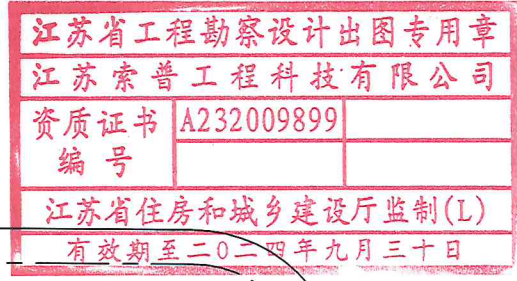 江苏省工程勘察设计出图专用章
江苏索普工程科技有限公司
资质证书 A232009899
编号
江苏省住房和城乡建设厅监制(L)
有效期至二0二四年九月三十日